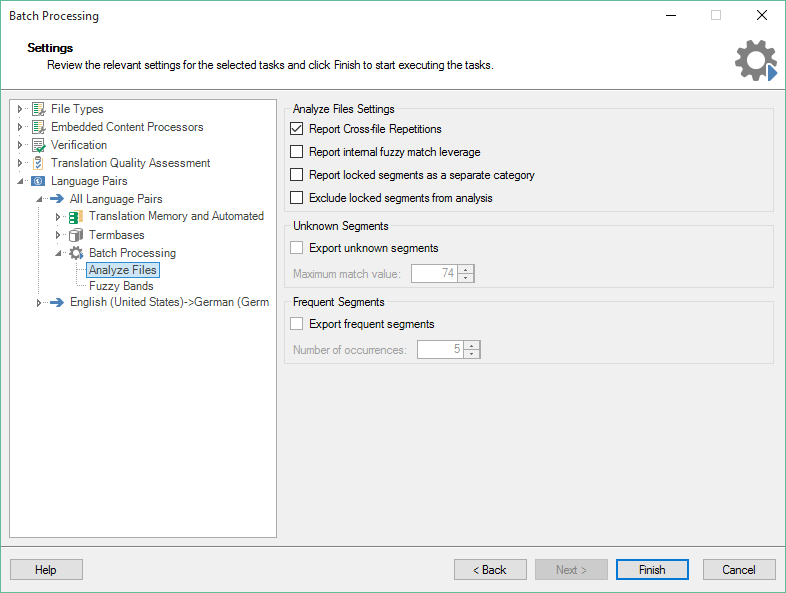 Batch Processing
Settings
Review the relevant settings for the selected tasks and click Finish to start executing the tasks.
File Types
Embedded Content Processors
Verification
Translation Quality Assessment
Language Pairs
All Language Pairs
Translation Memory and Automated
Termbases
Batch Processing
Analyze Files
Fuzzy Bands
English (United States)->German (Germ
Analyze Files Settings
Report Cross-file Repetitions
Report internal fuzzy match leverage
Report locked segments as a separate category
Exclude locked segments from analysis
Unknown Segments
Export unknown segments
Maximum match value: 74
Frequent Segments
Export frequent segments
Number of occurrences: 5
Help < Back Next > Finish Cancel